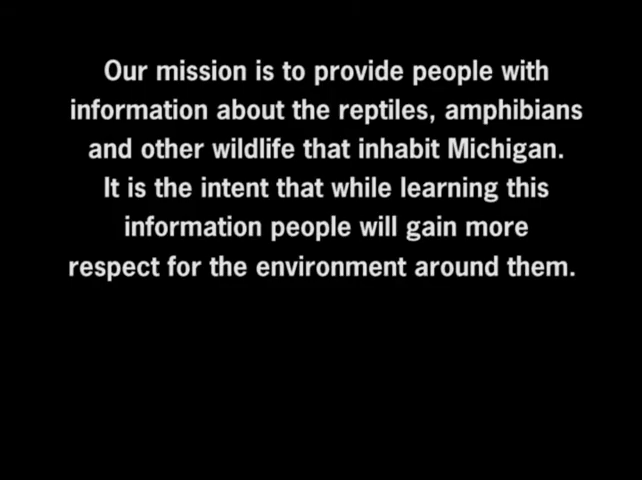 Our mission is to provide people with
information about the reptiles, amphibians
and other wildlife that inhabit Michigan.
It is the intent that while learning this
information people will gain more
respect for the environment around them.